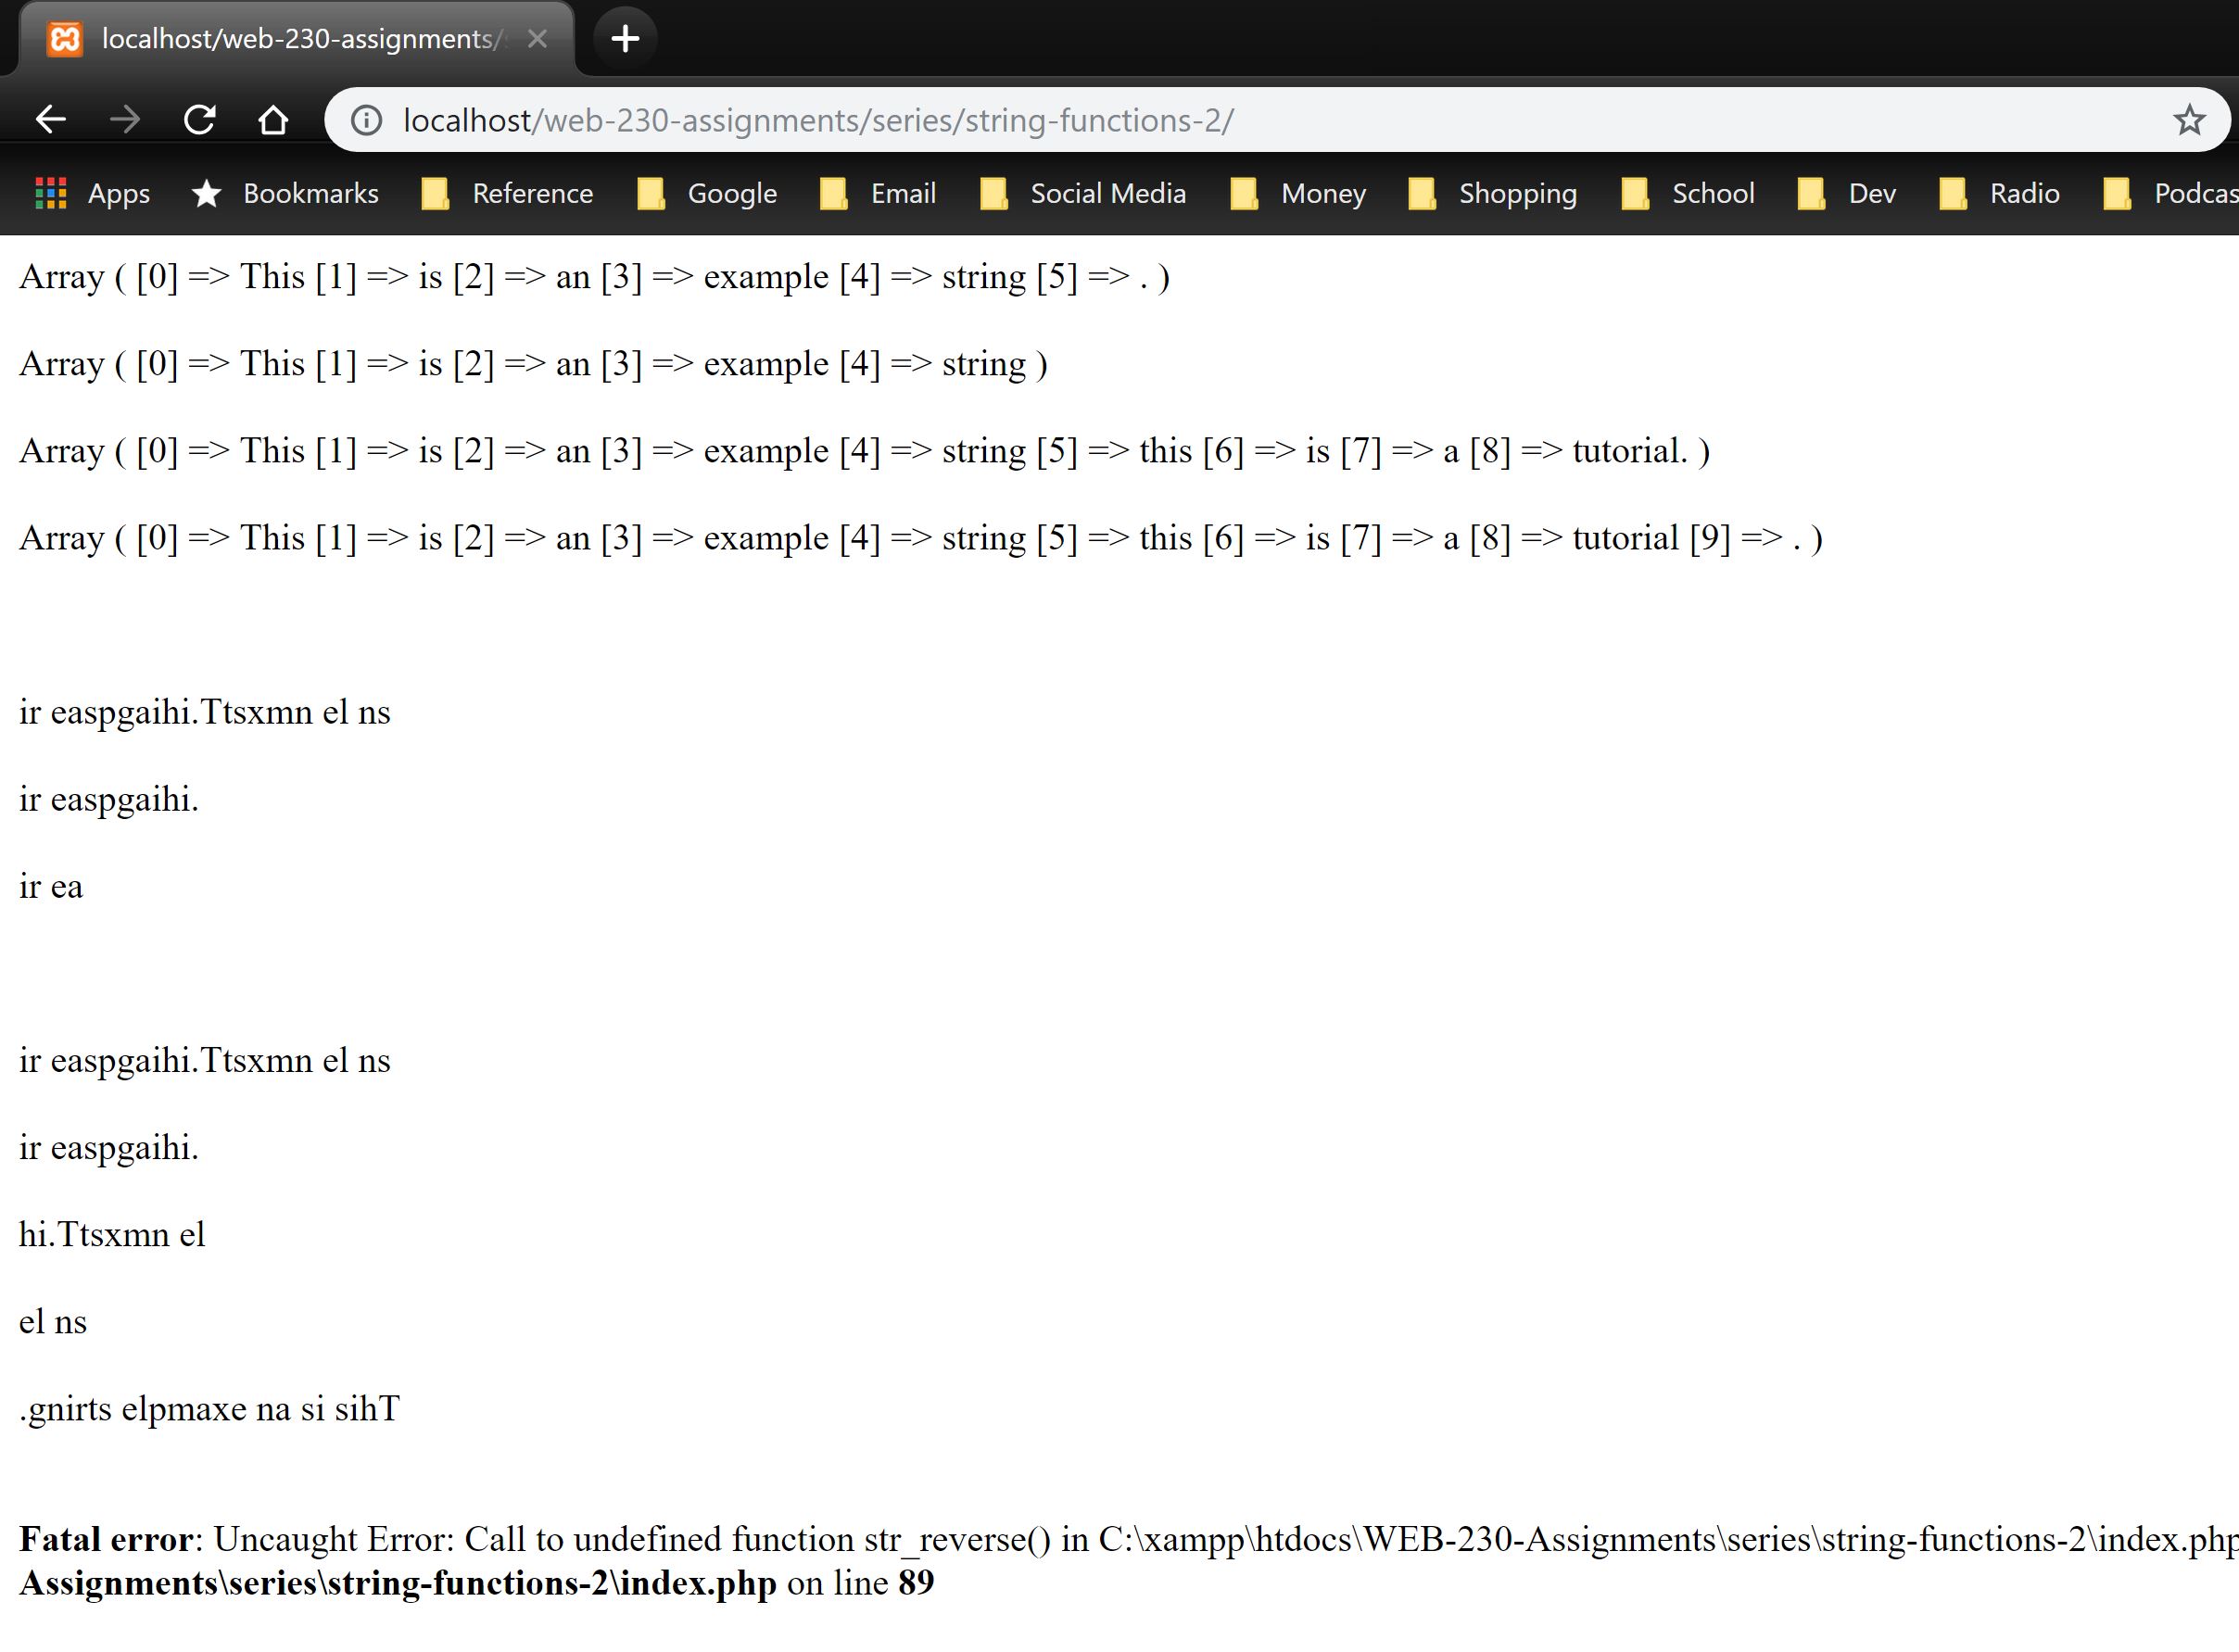 localhost/web-230-assignments/
localhost/web-230-assignments/series/string-functions-2/
Apps Bookmarks Reference Google Email Social Media Money Shopping School Dev Radio Podcas
Array ( [0] => This [1] => is [2] => an [3] => example [4] => string [5] => . )
Array ( [0] => This [1] => is [2] => an [3] => example [4] => string )
Array ( [0] => This [1] => is [2] => an [3] => example [4] => string [5] => this [6] => is [7] => a [8] => tutorial. )
Array ( [0] => This [1] => is [2] => an [3] => example [4] => string [5] => this [6] => is [7] => a [8] => tutorial [9] => . )
ir easpgaihi.Ttsxmn el ns
ir easpgaihi.
ir ea
ir easpgaihi.Ttsxmn el ns
ir easpgaihi.
hi.Ttsxmn el
el ns
.gnirts elpmaxe na si sihT
Fatal error: Uncaught Error: Call to undefined function str_reverse() in C:\xampp\htdocs\WEB-230-Assignments\series\string-functions-2\index.php
Assignments\series\string-functions-2\index.php on line 89